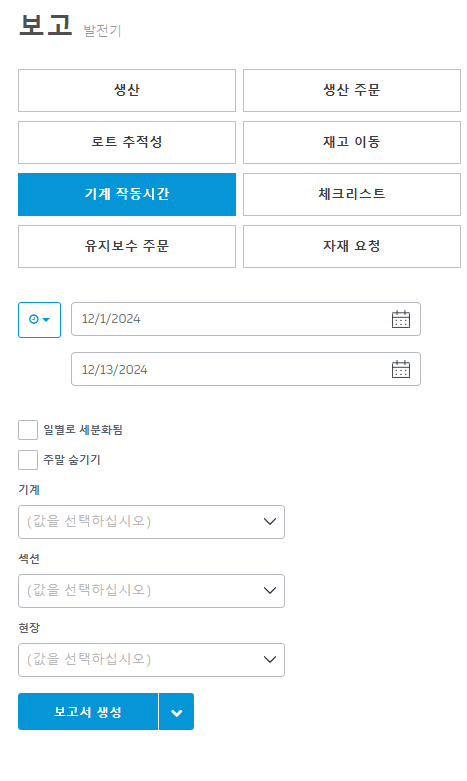 보고 발전기
생산
생산 주문
로트 추적성
재고 이동
기계 작동시간
체크리스트
유지보수 주문
자재 요청
12/1/2024
12/13/2024
일별로 세분화됨
주말 숨기기
기계
(값을 선택하십시오)
섹션
(값을 선택하십시오)
현장
(값을 선택하십시오)
보고서 생성